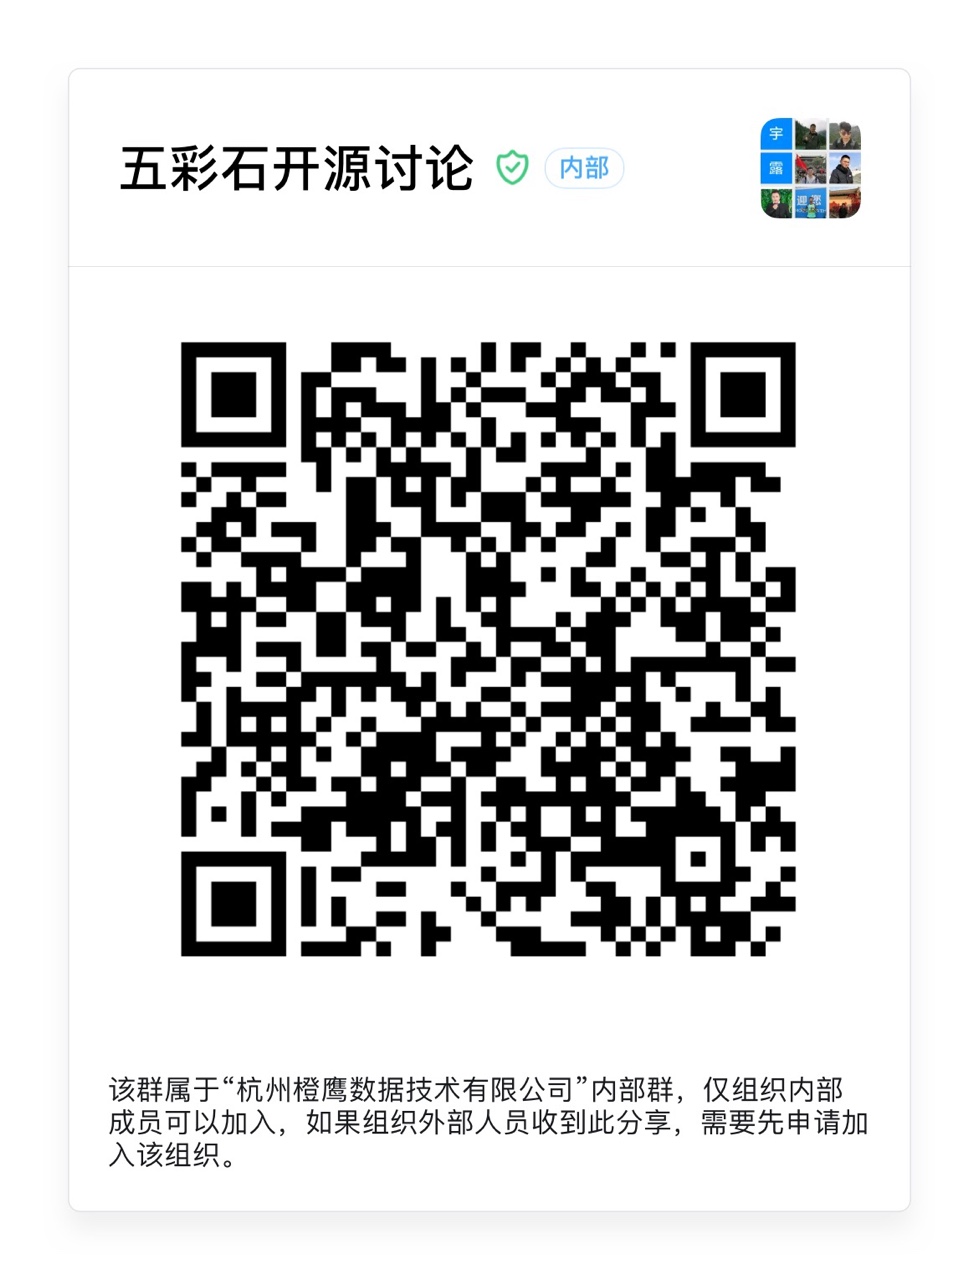 五彩石开源讨论 内部
宇
露
迎您
该群属于“杭州橙鹰数据技术有限公司”内部群，仅组织内部
成员可以加入，如果组织外部人员收到此分享，需要先申请加
入该组织。